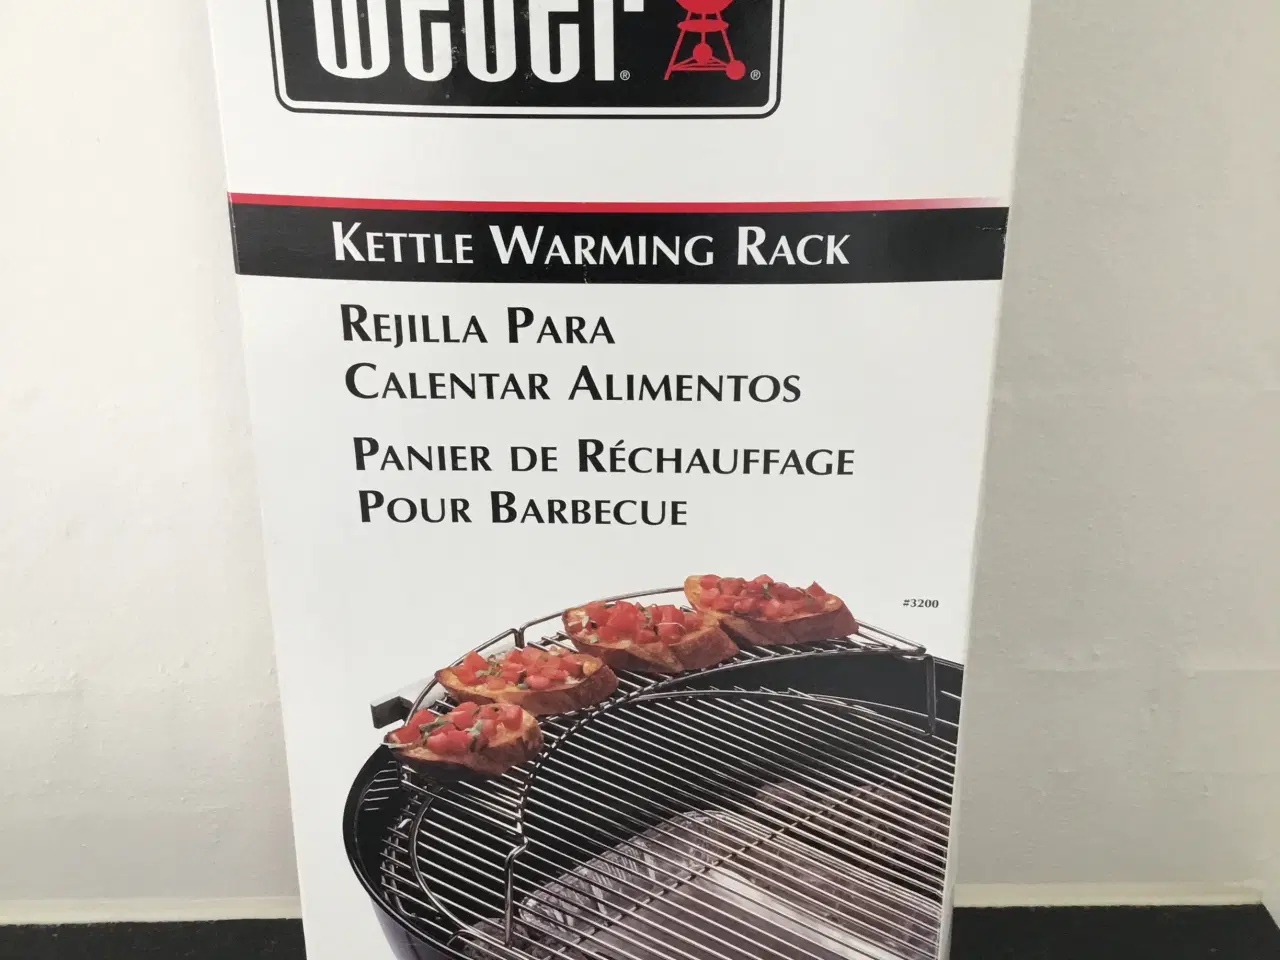 weber®
®
KETTLE WARMING RACK
REJILLA PARA
CALENTAR ALIMENTOS
PANIER DE RÉCHAUFFAGE
POUR BARBECUE
#3200